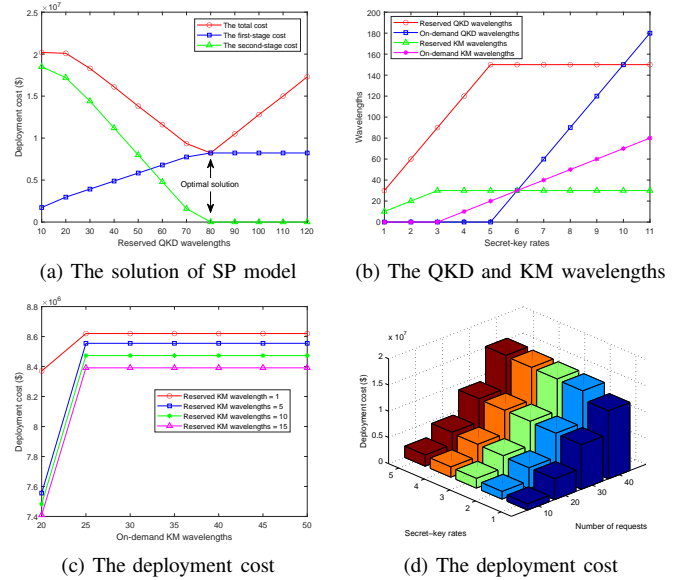 ×10⁷
2.5
2
1.5
1
0.5
0
Deployment cost ($)
The total cost
The first-stage cost
The second-stage cost
Optimal solution
10 20 30 40 50 60 70 80 90 100 110 120
Reserved QKD wavelengths
(a) The solution of SP model
200
180
160
140
120
100
80
60
40
20
0
Wavelengths
Reserved QKD wavelengths
On-demand QKD wavelengths
Reserved KM wavelengths
On-demand KM wavelengths
1 2 3 4 5 6 7 8 9 10 11
Secret-key rates
(b) The QKD and KM wavelengths
×10⁶
8.8
8.6
8.4
8.2
8
7.8
7.6
7.4
Deployment cost ($)
Reserved KM wavelength = 1
Reserved KM wavelengths = 5
Reserved KM wavelengths = 10
Reserved KM wavelengths = 15
20 25 30 35 40 45 50
On-demand KM wavelengths
(c) The deployment cost
x 10⁷
2
1.5
1
0.5
0
Deployment cost ($)
5 4 3 2 1
Secret−key rates
10 20 30 40
Number of requests
(d) The deployment cost